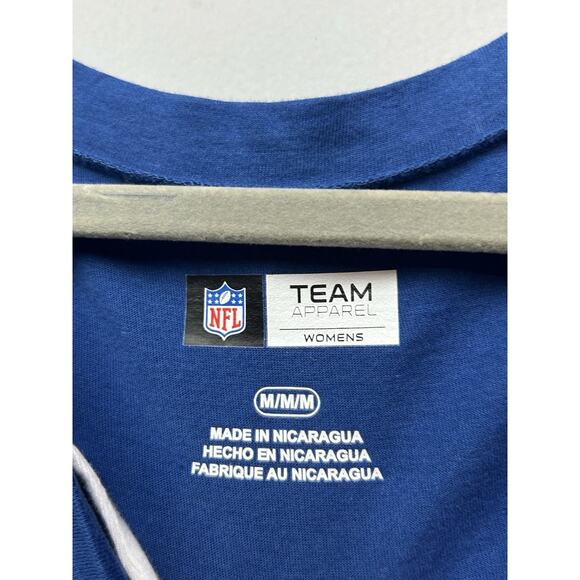 NFL
TEAM
APPAREL
WOMENS
M/M/M
MADE IN NICARAGUA
HECHO EN NICARAGUA
FABRIQUE AU NICARAGUA